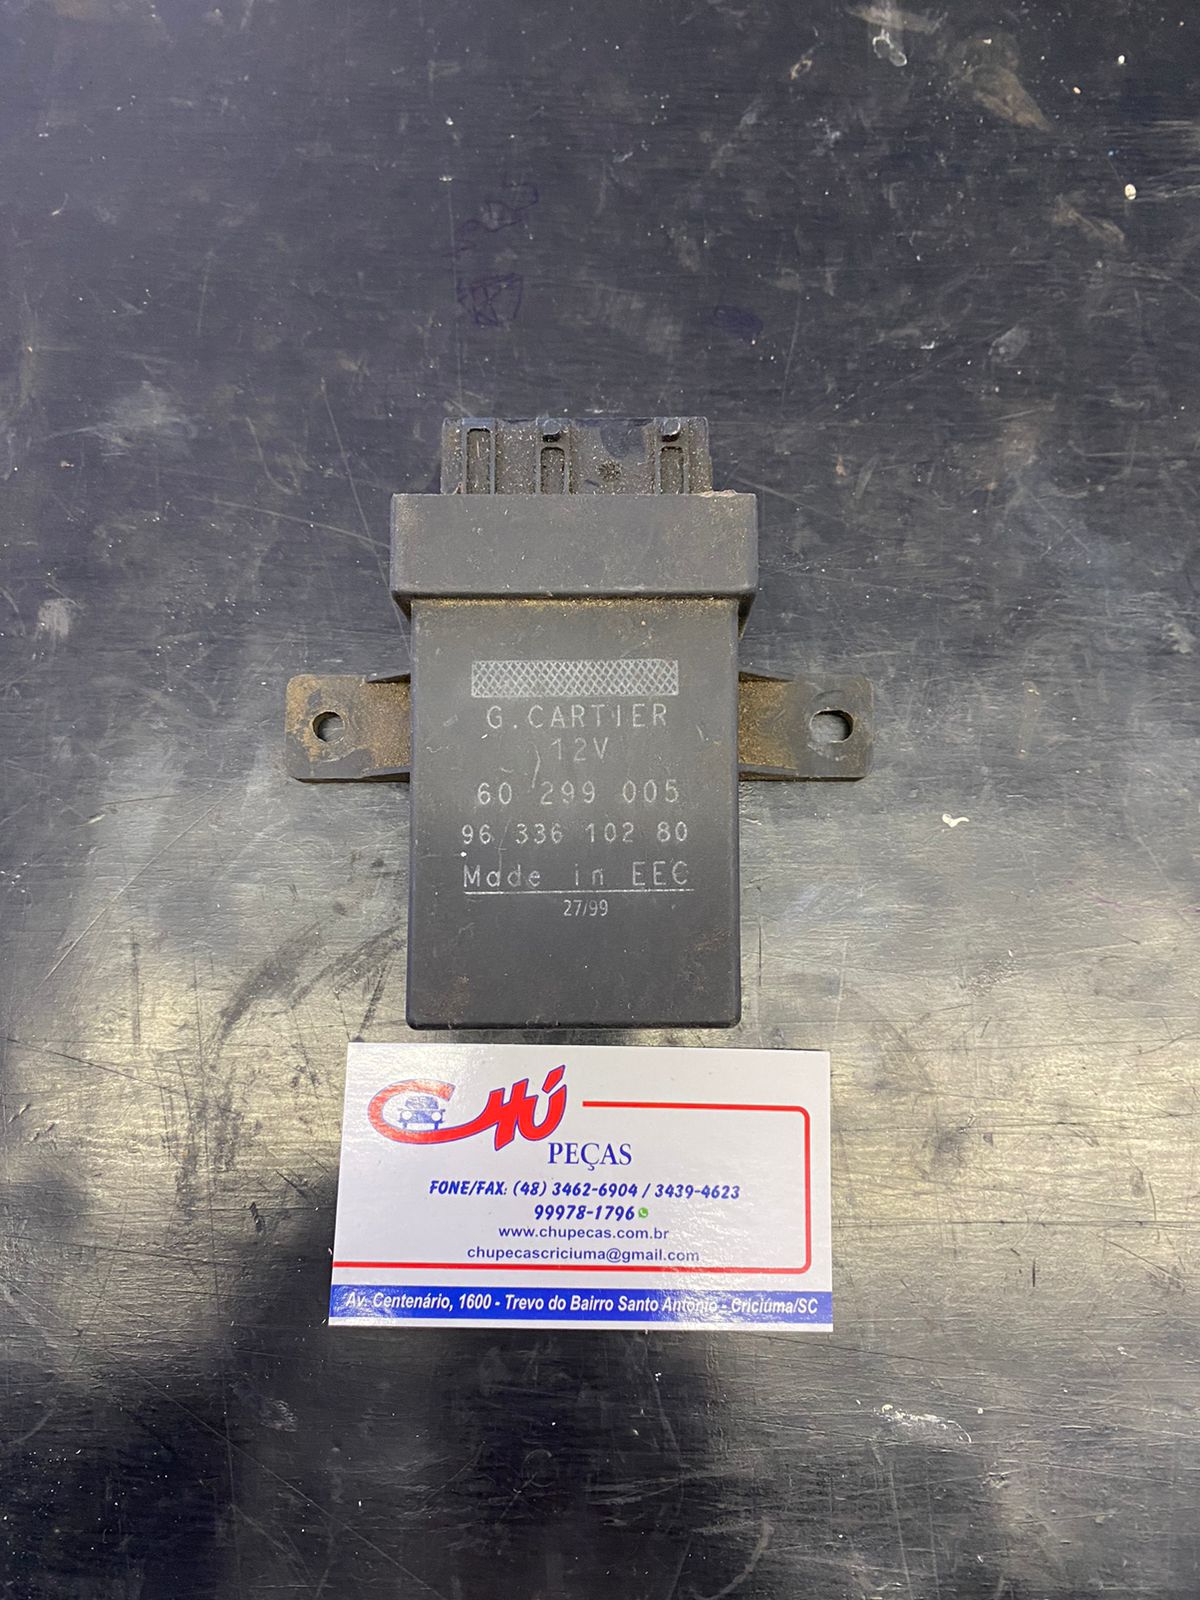 G.CARTIER
12V
60 299 005
96 336 102 80
Made in EEC
27/99
CHÚ
PEÇAS
FONE/FAX: (48) 3462-6904 / 3439-4623
99978-1796
www.chupecas.com.br
chupecascriciuma@gmail.com
Av. Centenário, 1600 - Trevo do Bairro Santo Antônio - Criciúma/SC